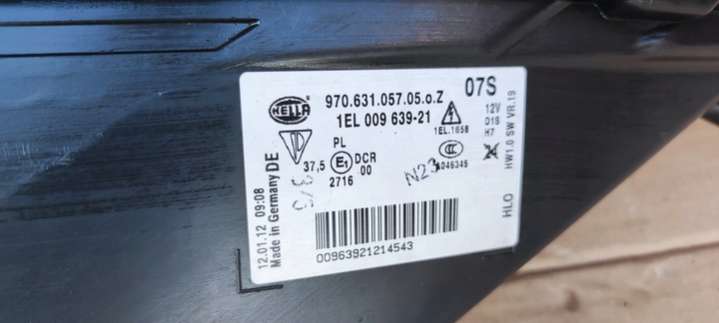 HELLA
970.631.057.05.o.Z
07S
1EL 009 639-21
1EL.1658
12V
D1S
H7
HW1.0 SW VR.19
PL
37,5
E1
DCR
00
2716
CCC
A046345
N23
HLO
12.01.12 09:08
Made in Germany DE
00963921214543